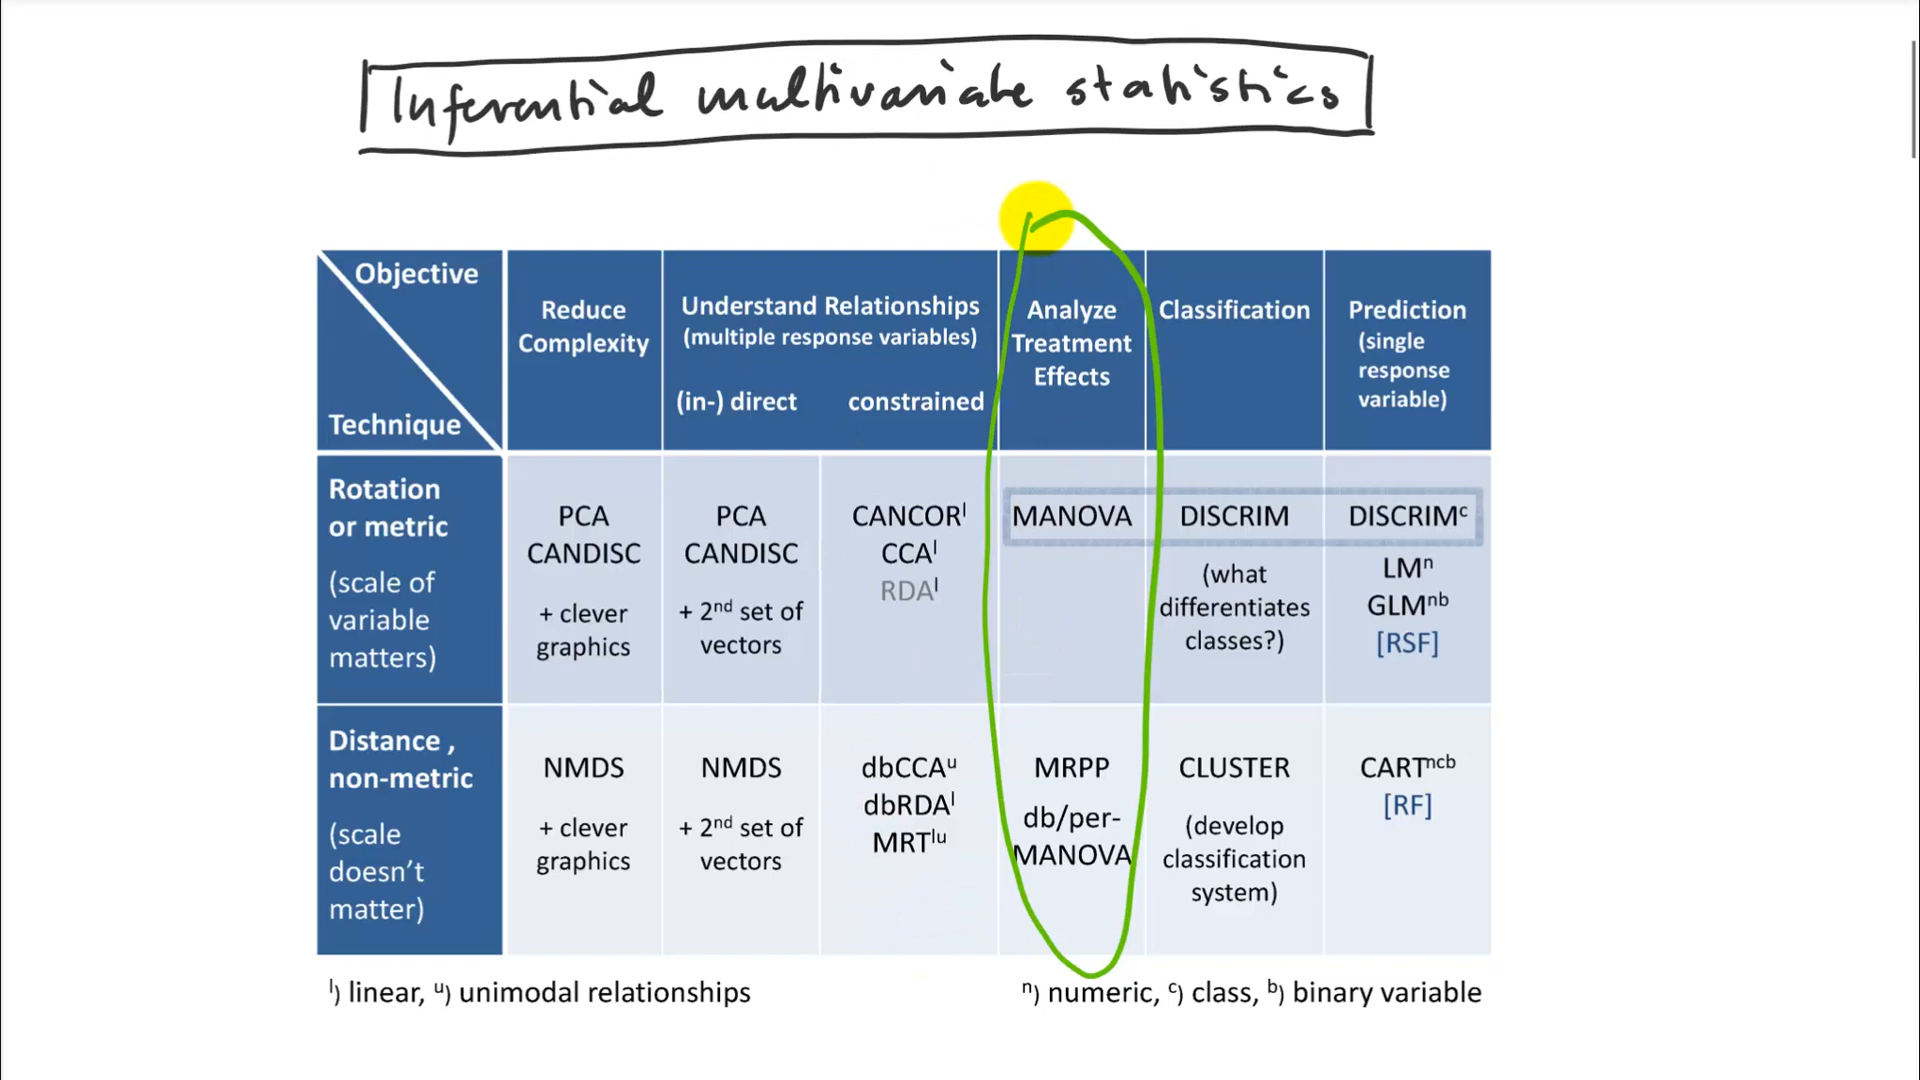 Inferential multivariate statistics
Objective
Technique
Reduce
Complexity
Understand Relationships
(multiple response variables)
(in-) direct constrained
Analyze
Treatment
Effects
Classification
Prediction
(single
response
variable)
Rotation
or metric
(scale of
variable
matters)
PCA
CANDISC
+ clever
graphics
PCA
CANDISC
+ 2nd set of
vectors
CANCORˡ
CCAˡ
RDAˡ
MANOVA
DISCRIM
(what
differentiates
classes?)
DISCRIMᶜ
LMⁿ
GLMⁿᵇ
[RSF]
Distance ,
non-metric
(scale
doesn’t
matter)
NMDS
+ clever
graphics
NMDS
+ 2nd set of
vectors
dbCCAᵘ
dbRDAˡ
MRTˡᵘ
MRPP
db/per-
MANOVA
CLUSTER
(develop
classification
system)
CARTⁿᶜᵇ
[RF]
ˡ) linear, ᵘ) unimodal relationships
ⁿ) numeric, ᶜ) class, ᵇ) binary variable